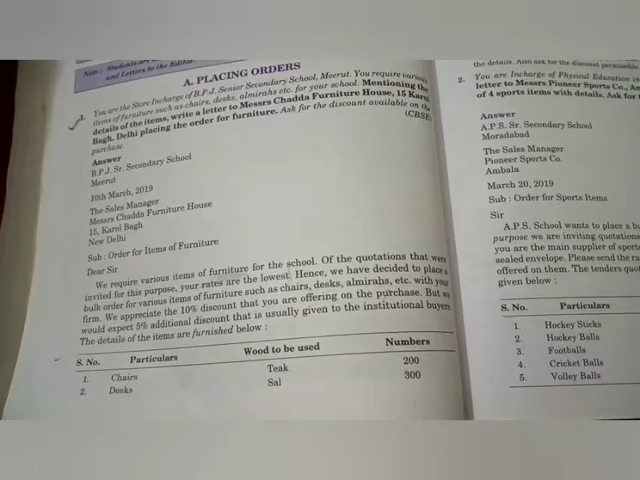 Note : Students are
and Letters to the Editor.
A. PLACING ORDERS
1. You are the Store Incharge of B.P.J. Senior Secondary School, Meerut. You require various
items of furniture such as chairs, desks, almirahs etc. for your school. Mentioning the
details of the items, write a letter to Messrs Chadda Furniture House, 15 Karol
Bagh, Delhi placing the order for furniture. Ask for the discount available on the
purchase. (CBSE)
Answer
B.P.J. Sr. Secondary School
Meerut
10th March, 2019
The Sales Manager
Messrs Chadda Furniture House
15, Karol Bagh
New Delhi
Sub : Order for Items of Furniture
Dear Sir
We require various items of furniture for the school. Of the quotations that were
invited for this purpose, your rates are the lowest. Hence, we have decided to place a
bulk order for various items of furniture such as chairs, desks, almirahs, etc. with your
firm. We appreciate the 10% discount that you are offering on the purchase. But we
would expect 5% additional discount that is usually given to the institutional buyers.
The details of the items are furnished below :
S. No. Particulars Wood to be used Numbers
1. Chairs Teak 200
2. Desks Sal 300
the details. Also ask for the discount permissible
2. You are Incharge of Physical Education
letter to Messrs Pioneer Sports Co.,
of 4 sports items with details. Ask for
Answer
A.P.S. Sr. Secondary School
Moradabad
The Sales Manager
Pioneer Sports Co.
Ambala
March 20, 2019
Sub : Order for Sports Items
Sir
A.P.S. School wants to place a
purpose we are inviting quotations
you are the main supplier of
sealed envelope. Please send the
offered on them. The tenders
given below :
S. No. Particulars
1. Hockey Sticks
2. Hockey Balls
3. Footballs
4. Cricket Balls
5. Volley Balls